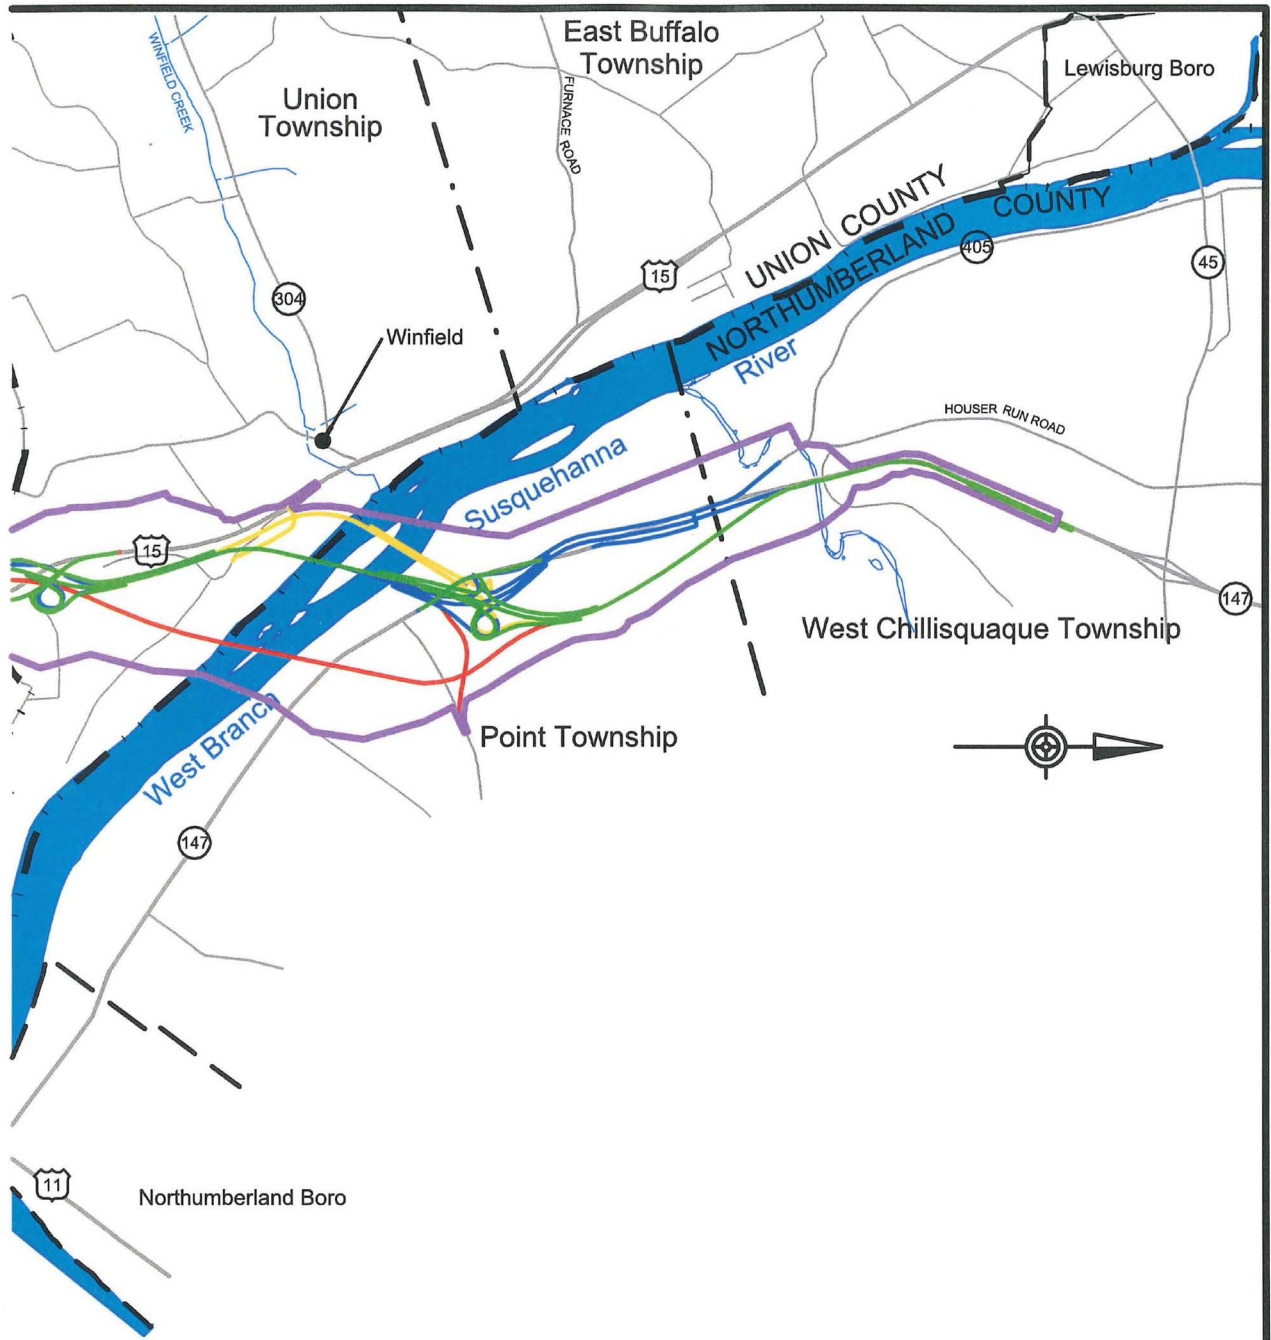 East Buffalo
Township
Lewisburg Boro
WINFIELD CREEK
Union
Township
FURNACE ROAD
UNION COUNTY
NORTHUMBERLAND COUNTY
405
45
15
304
Winfield
River
HOUSER RUN ROAD
Susquehanna
15
147
West Chillisquaque Township
Point Township
West Branch
147
11
Northumberland Boro